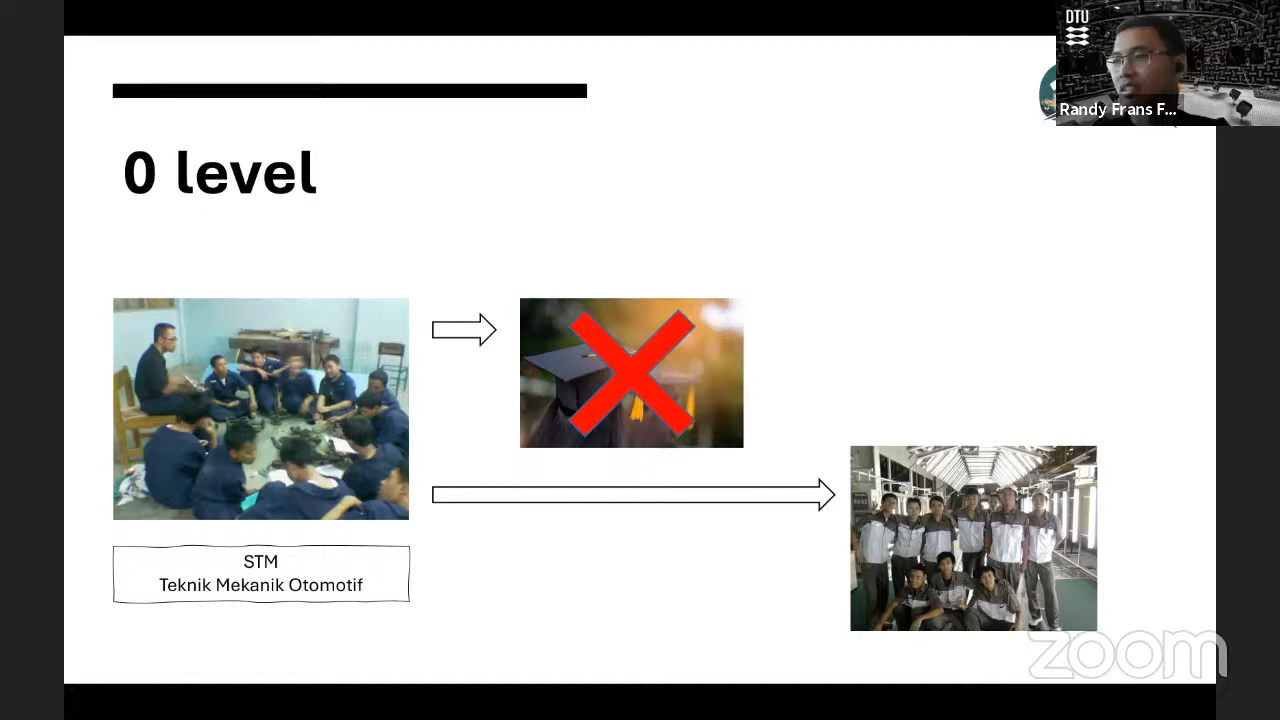 DTU
Randy Frans F...
0 level
STM
Teknik Mekanik Otomotif
zoom